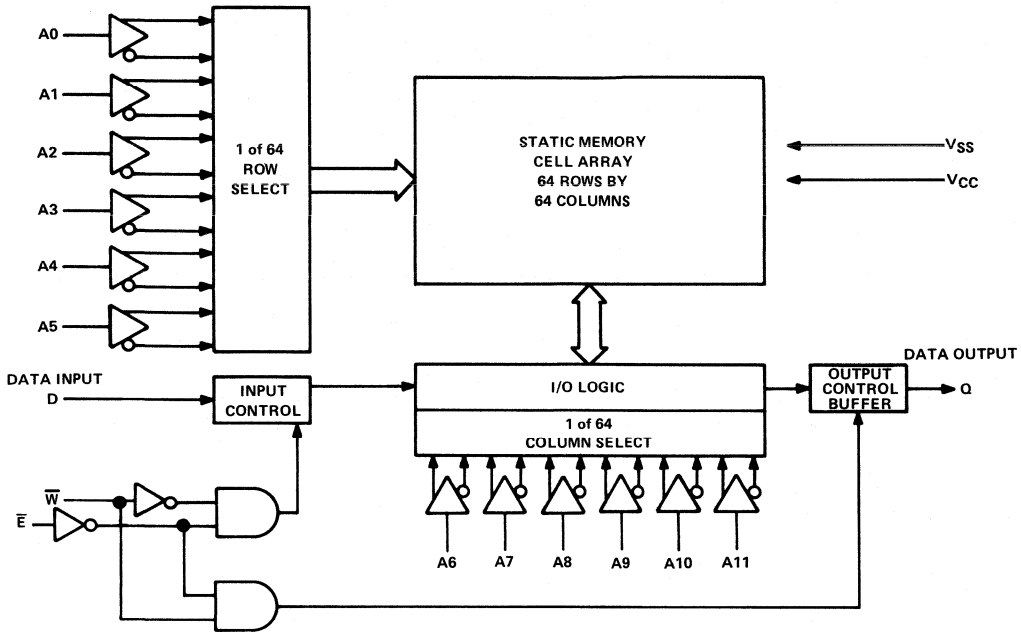 A0
A1
A2
A3
A4
A5
1 of 64
ROW
SELECT
STATIC MEMORY
CELL ARRAY
64 ROWS BY
64 COLUMNS
VSS
VCC
DATA INPUT
D
INPUT
CONTROL
I/O LOGIC
1 of 64
COLUMN SELECT
OUTPUT
CONTROL
BUFFER
DATA OUTPUT
Q
W̅
E̅
A6
A7
A8
A9
A10
A11